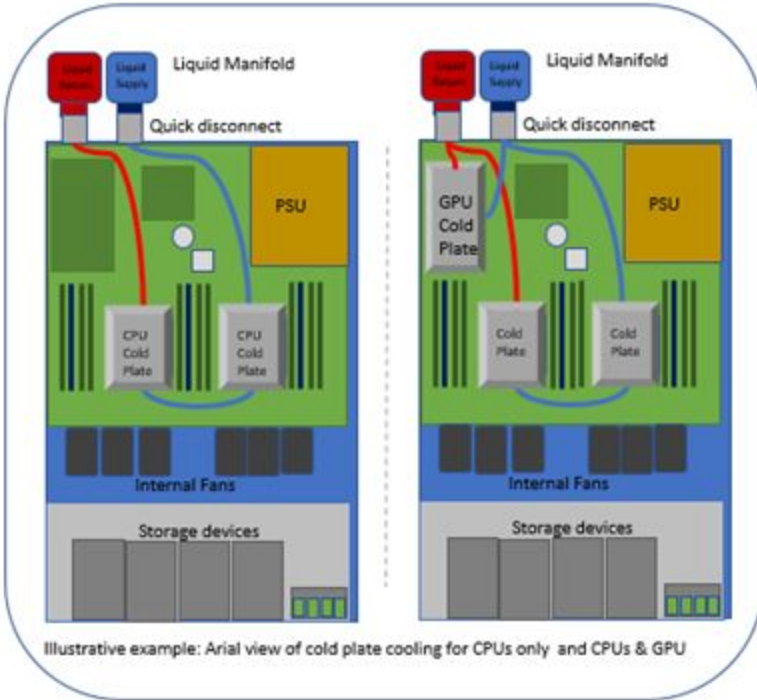 Liquid Manifold
Liquid
Return
Liquid
Supply
Quick disconnect
PSU
CPU
Cold
Plate
CPU
Cold
Plate
Internal Fans
Storage devices
Liquid Manifold
Liquid
Return
Liquid
Supply
Quick disconnect
GPU
Cold
Plate
PSU
Cold
Plate
Cold
Plate
Internal Fans
Storage devices
Illustrative example: Arial view of cold plate cooling for CPUs only and CPUs & GPU